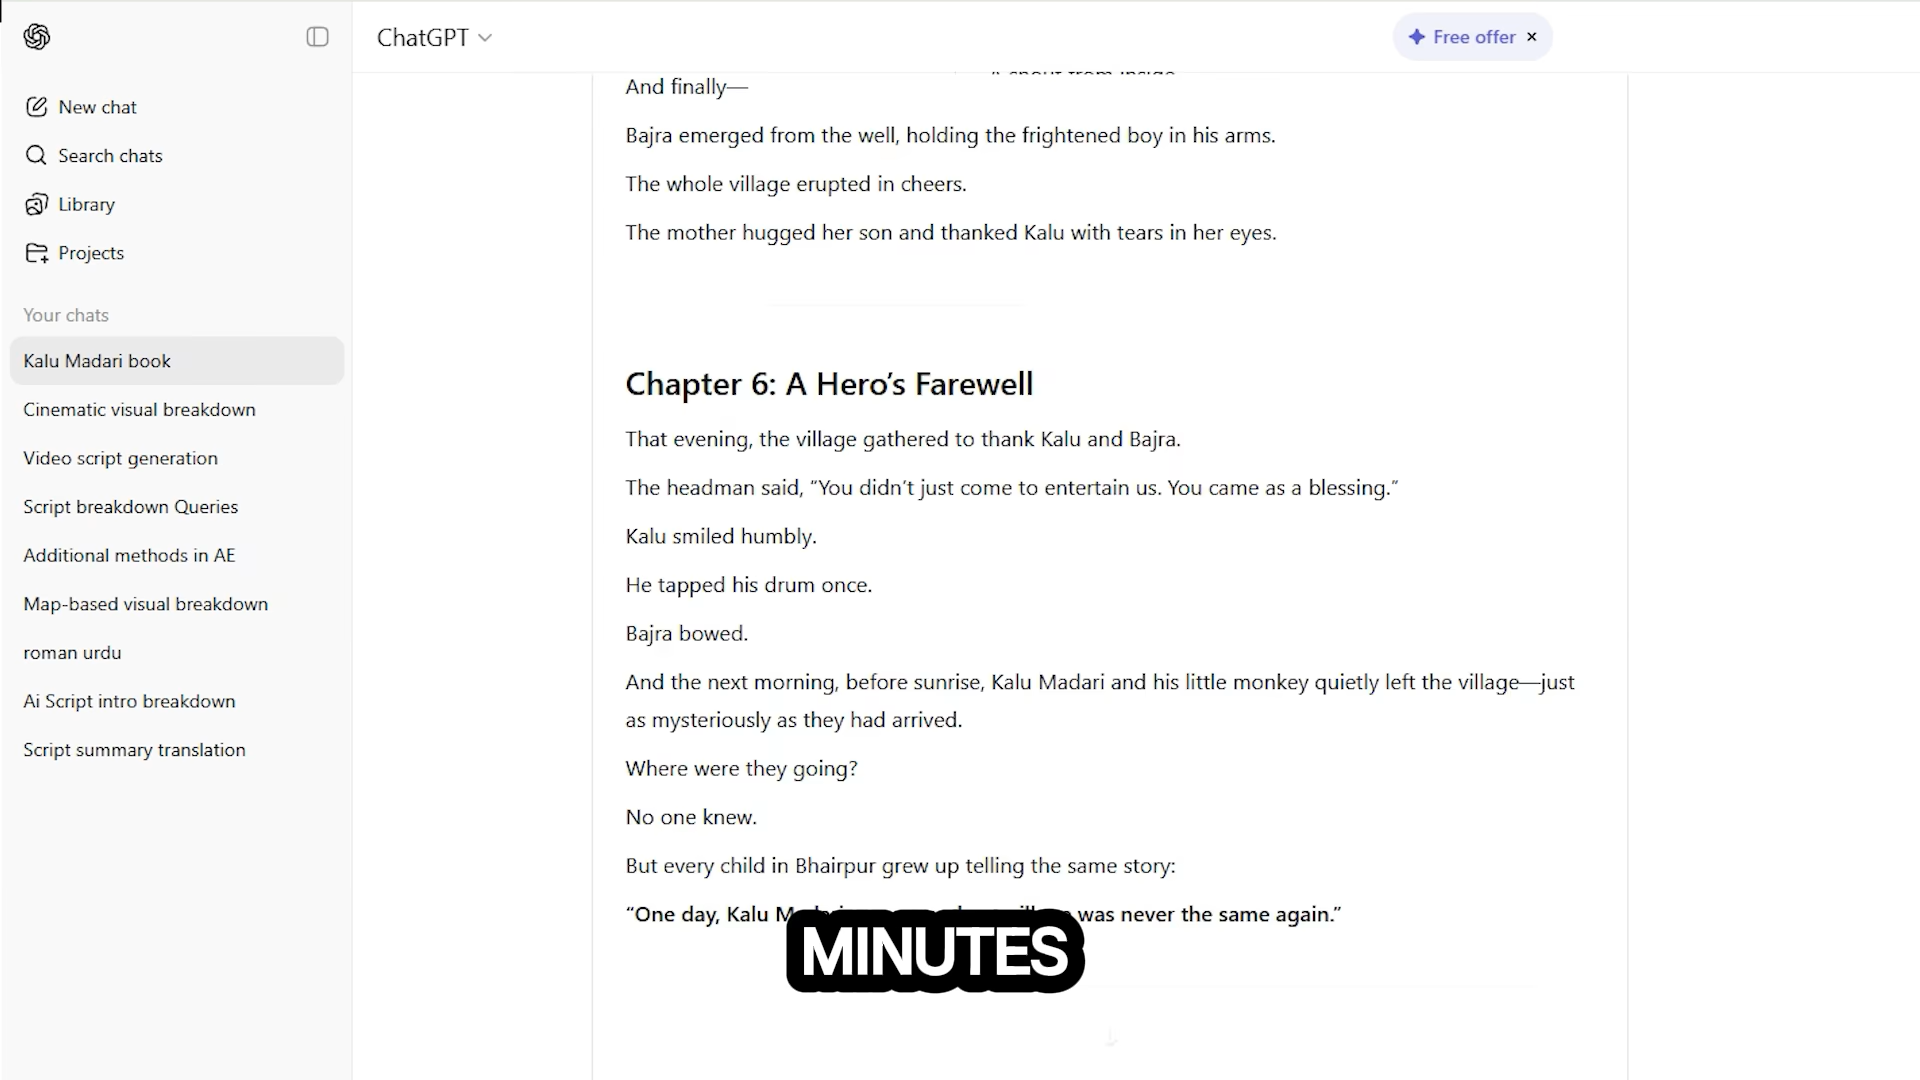 ChatGPT
Free offer ×
New chat
Search chats
Library
Projects
Your chats
Kalu Madari book
Cinematic visual breakdown
Video script generation
Script breakdown Queries
Additional methods in AE
Map-based visual breakdown
roman urdu
Ai Script intro breakdown
Script summary translation
And finally—
Bajra emerged from the well, holding the frightened boy in his arms.
The whole village erupted in cheers.
The mother hugged her son and thanked Kalu with tears in her eyes.
Chapter 6: A Hero’s Farewell
That evening, the village gathered to thank Kalu and Bajra.
The headman said, “You didn’t just come to entertain us. You came as a blessing.”
Kalu smiled humbly.
He tapped his drum once.
Bajra bowed.
And the next morning, before sunrise, Kalu Madari and his little monkey quietly left the village—just
as mysteriously as they had arrived.
Where were they going?
No one knew.
But every child in Bhairpur grew up telling the same story:
“One day, Kalu was never the same again.”
MINUTES